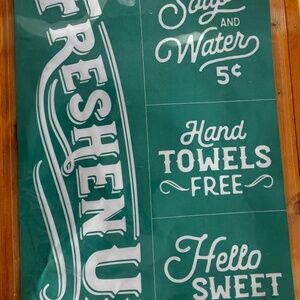 FRESHEN U
Soap
AND
Water
5¢
Hand
TOWELS
FREE
Hello
SWEET